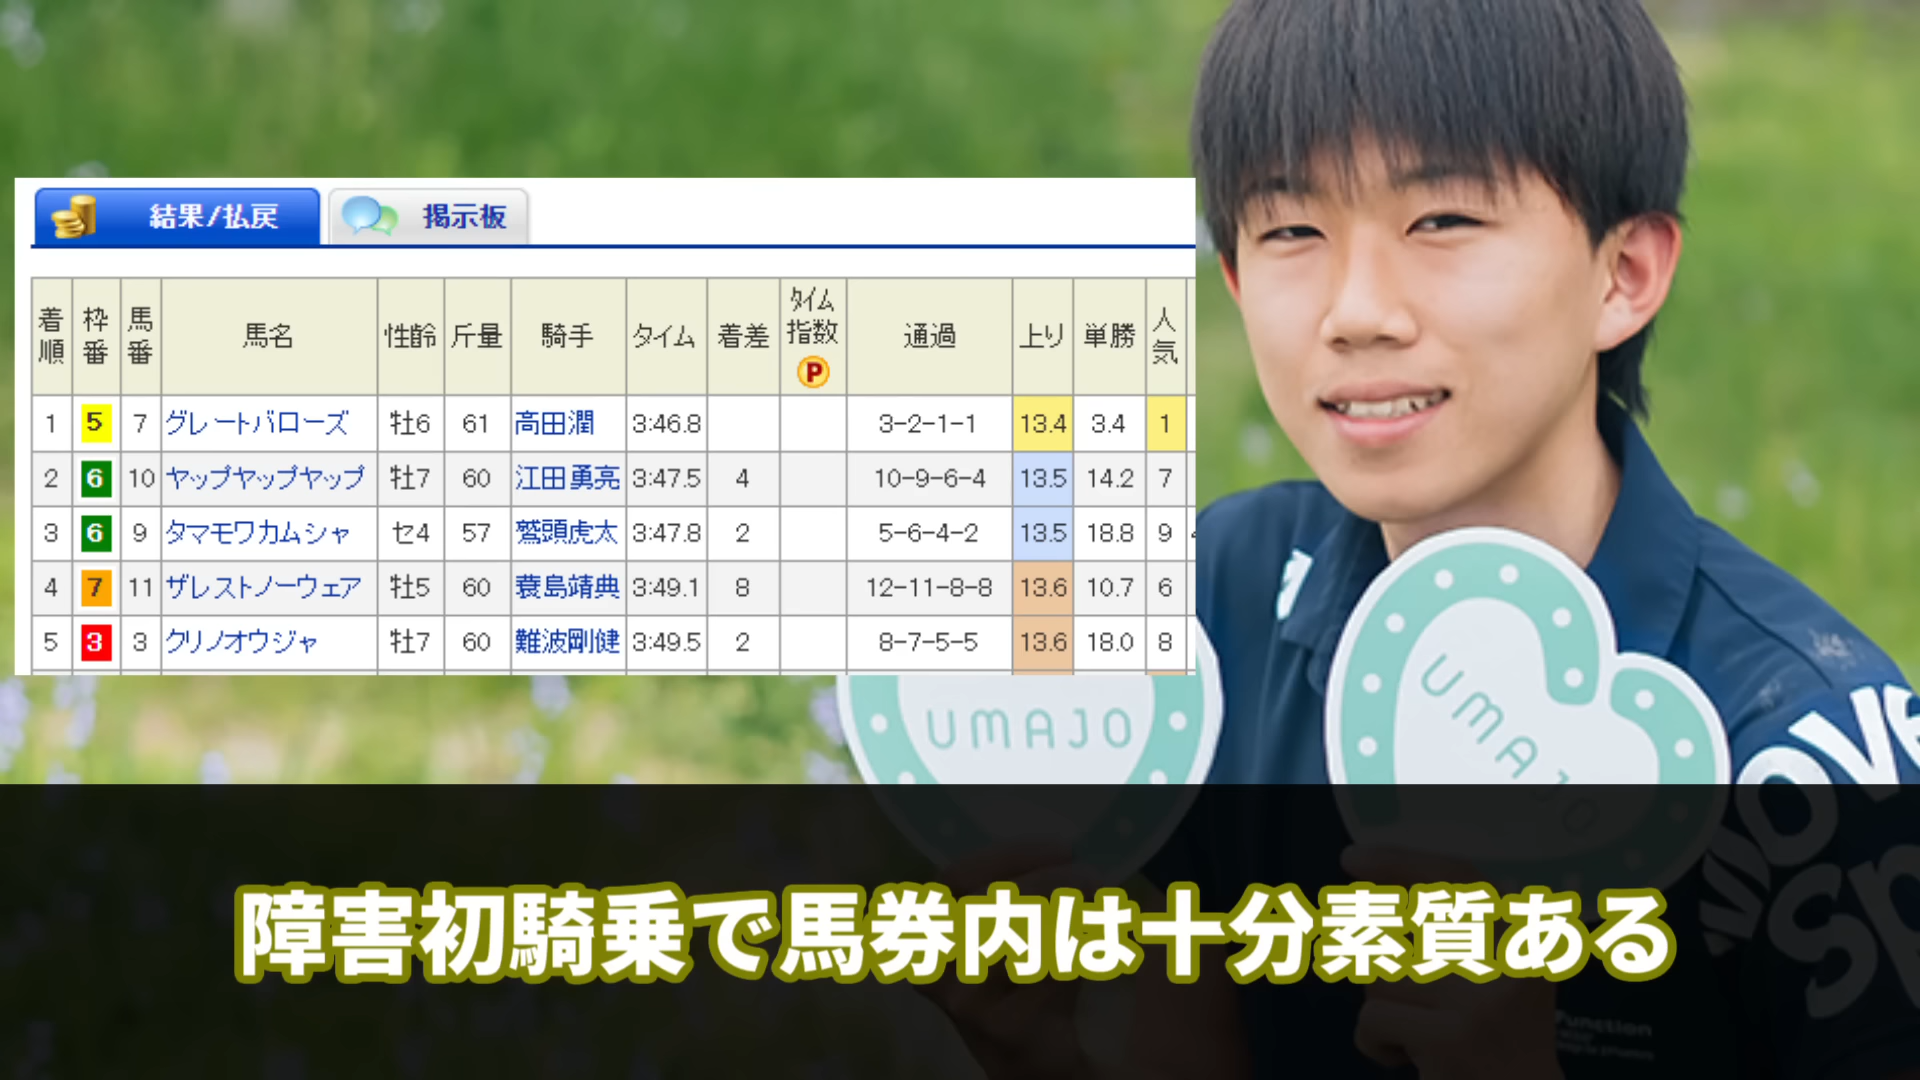 結果/払戻 掲示板
着順 枠番 馬番 馬名 性齢 斤量 騎手 タイム 着差 ﾀｲﾑ指数 P 通過 上り 単勝 人気
1 5 7 グレートバローズ 牡6 61 高田潤 3:46.8 3-2-1-1 13.4 3.4 1
2 6 10 ヤップヤップヤップ 牡7 60 江田勇亮 3:47.5 4 10-9-6-4 13.5 14.2 7
3 6 9 タマモワカムシャ セ4 57 鷲頭虎太 3:47.8 2 5-6-4-2 13.5 18.8 9
4 7 11 ザレストノーウェア 牡5 60 蓑島靖典 3:49.1 8 12-11-8-8 13.6 10.7 6
5 3 3 クリノオウジャ 牡7 60 難波剛健 3:49.5 2 8-7-5-5 13.6 18.0 8
UMAJO
UMAJO
障害初騎乗で馬券内は十分素質ある